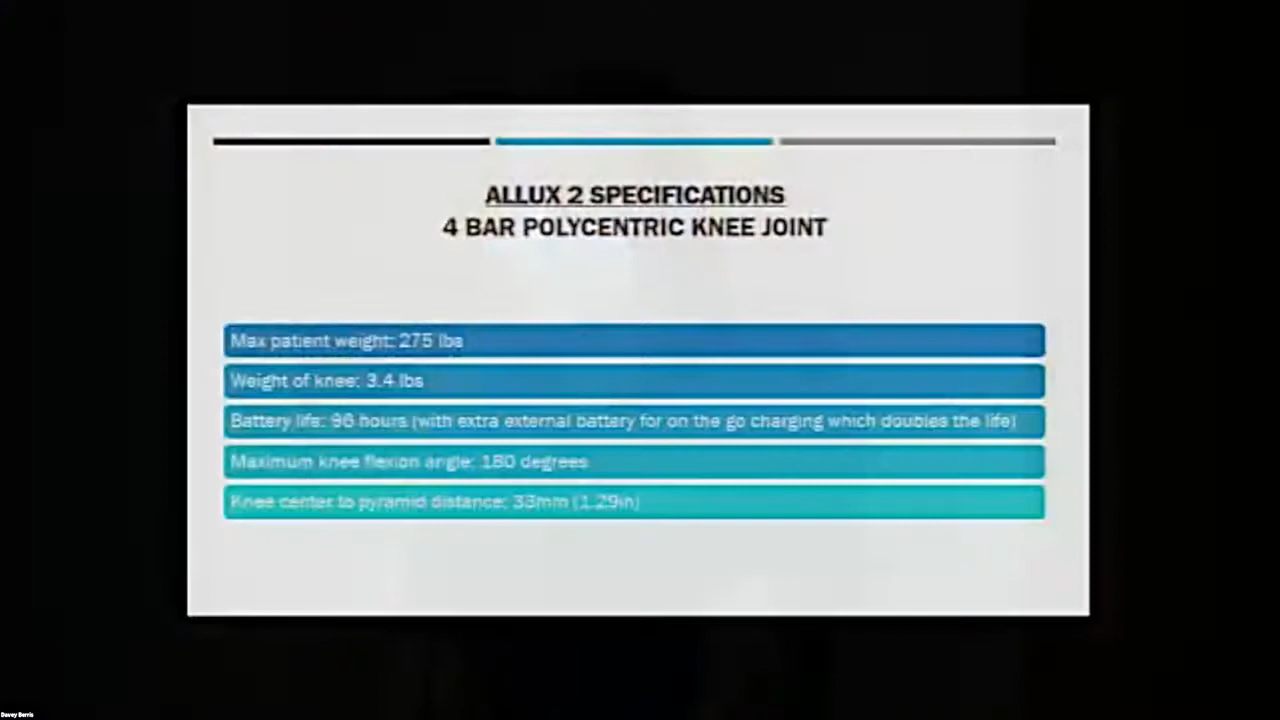 ALLUX 2 SPECIFICATIONS
4 BAR POLYCENTRIC KNEE JOINT
Max patient weight: 275 lbs
Weight of knee: 3.4 lbs
Battery life: 96 hours (with extra external battery for on the go charging which doubles the life)
Maximum knee flexion angle: 180 degrees
Knee center to pyramid distance: 33mm (1.29in)
Davey Berris